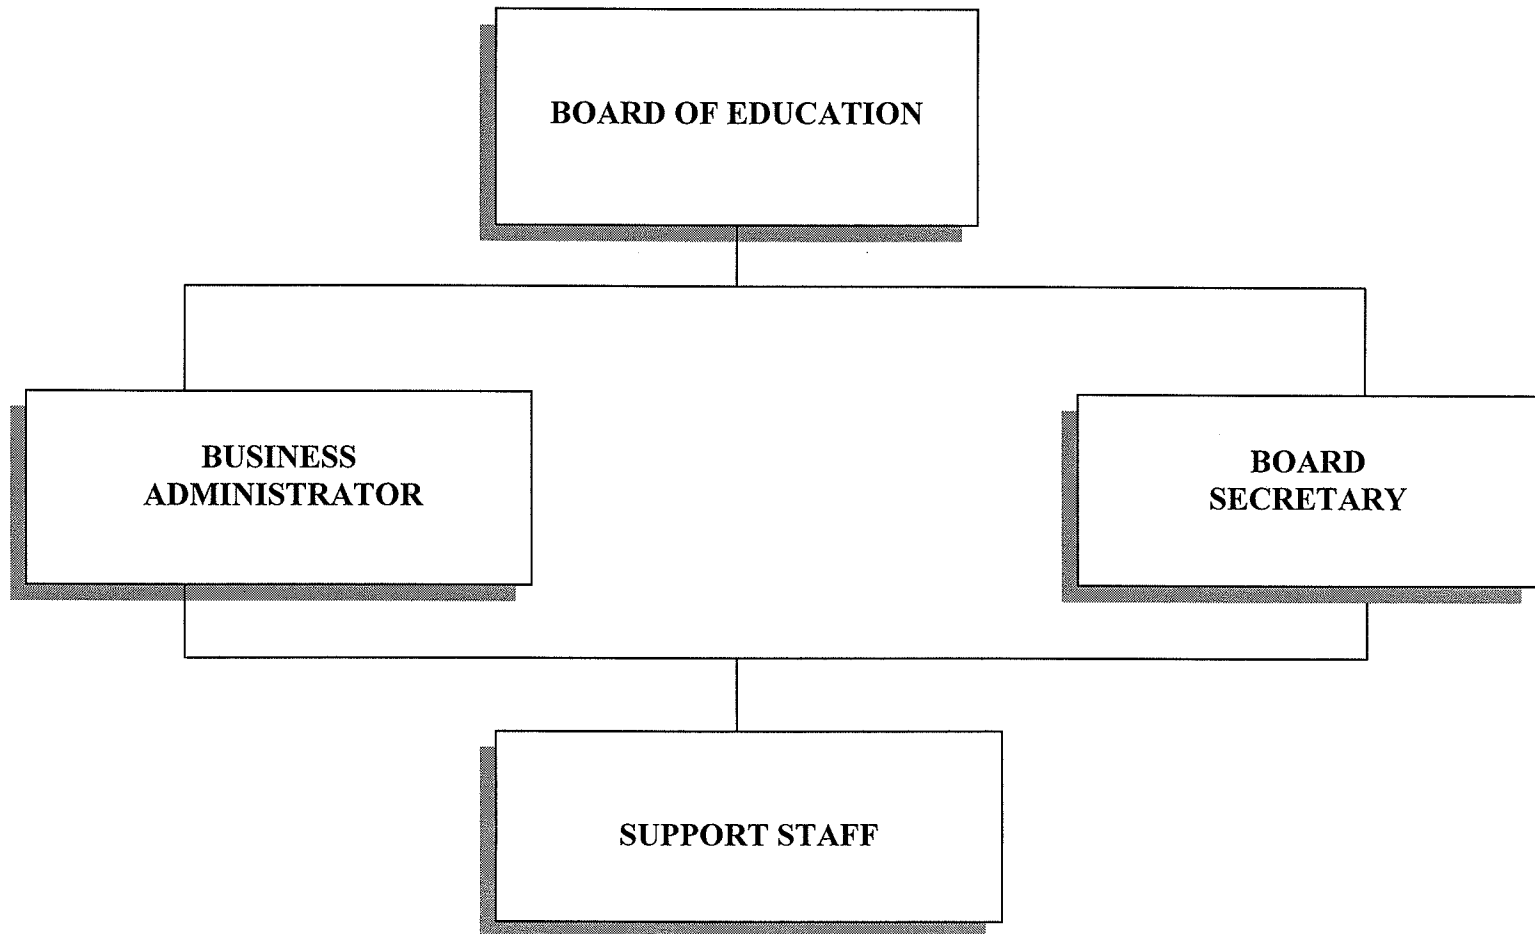 BOARD OF EDUCATION
BUSINESS
ADMINISTRATOR
BOARD
SECRETARY
SUPPORT STAFF